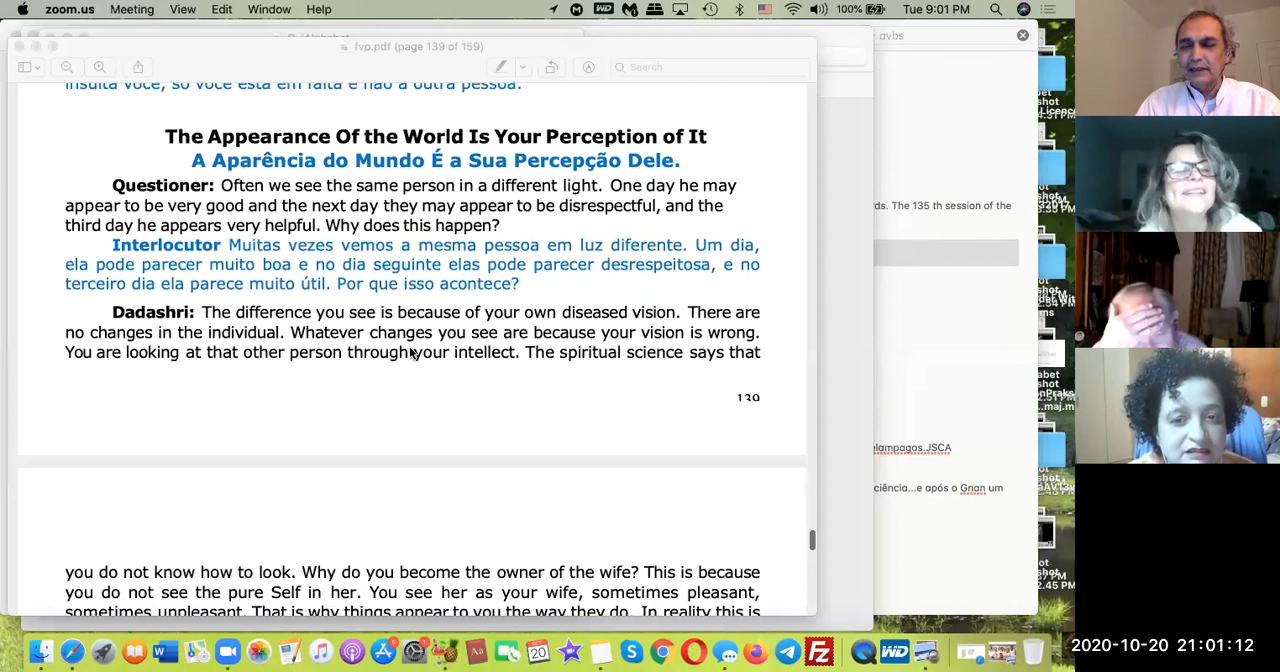 zoom.us Meeting View Edit Window Help
100% Tue 9:01 PM
fvp.pdf (page 139 of 159)
Search
avbs
insulta você, só você está em falta e não a outra pessoa.
The Appearance Of the World Is Your Perception of It
A Aparência do Mundo É a Sua Percepção Dele.
Questioner: Often we see the same person in a different light. One day he may
appear to be very good and the next day they may appear to be disrespectful, and the
third day he appears very helpful. Why does this happen?
Interlocutor Muitas vezes vemos a mesma pessoa em luz diferente. Um dia,
ela pode parecer muito boa e no dia seguinte elas pode parecer desrespeitosa, e no
terceiro dia ela parece muito útil. Por que isso acontece?
Dadashri: The difference you see is because of your own diseased vision. There are
no changes in the individual. Whatever changes you see are because your vision is wrong.
You are looking at that other person through your intellect. The spiritual science says that
139
you do not know how to look. Why do you become the owner of the wife? This is because
you do not see the pure Self in her. You see her as your wife, sometimes pleasant,
sometimes unpleasant. That is why things appear to you the way they do. In reality this is
rds. The 135 th session of the
elampagos.JSCA
ciência...e após o Gnan um
2020-10-20 21:01:12